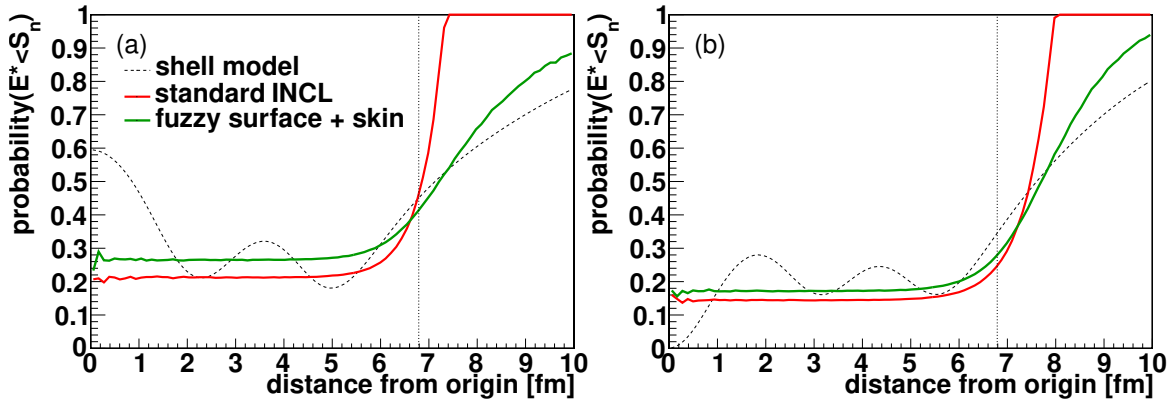 probability(E*<Sn)
1
0.9
0.8
0.7
0.6
0.5
0.4
0.3
0.2
0.1
0
(a)
shell model
standard INCL
fuzzy surface + skin
0 1 2 3 4 5 6 7 8 9 10
distance from origin [fm]
probability(E*<Sn)
1
0.9
0.8
0.7
0.6
0.5
0.4
0.3
0.2
0.1
0
(b)
0 1 2 3 4 5 6 7 8 9 10
distance from origin [fm]